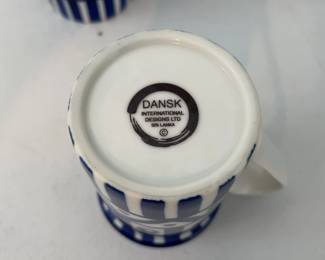 DANSK
INTERNATIONAL
DESIGNS LTD
SRI LANKA
©